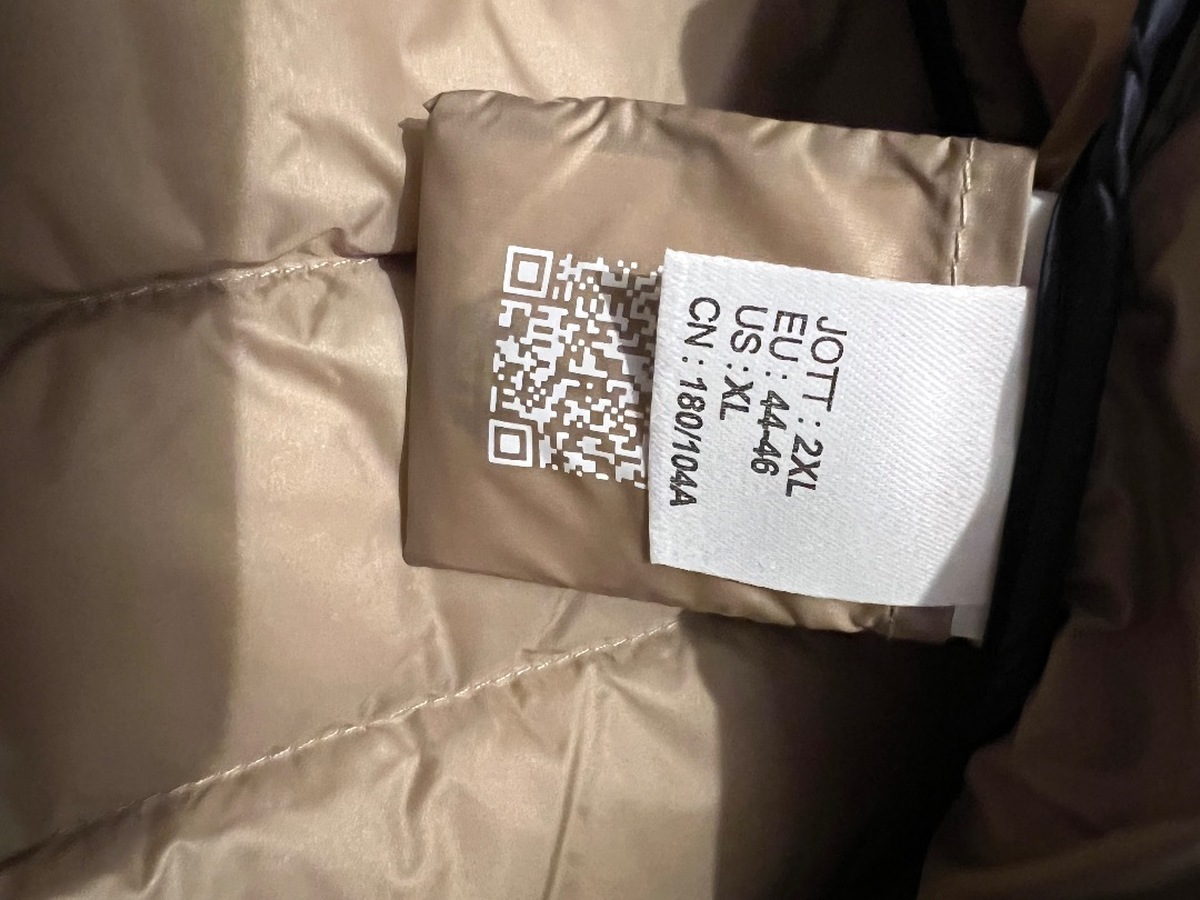 JOTT : 2XL
EU : 44-46
US : XL
CN : 180/104A